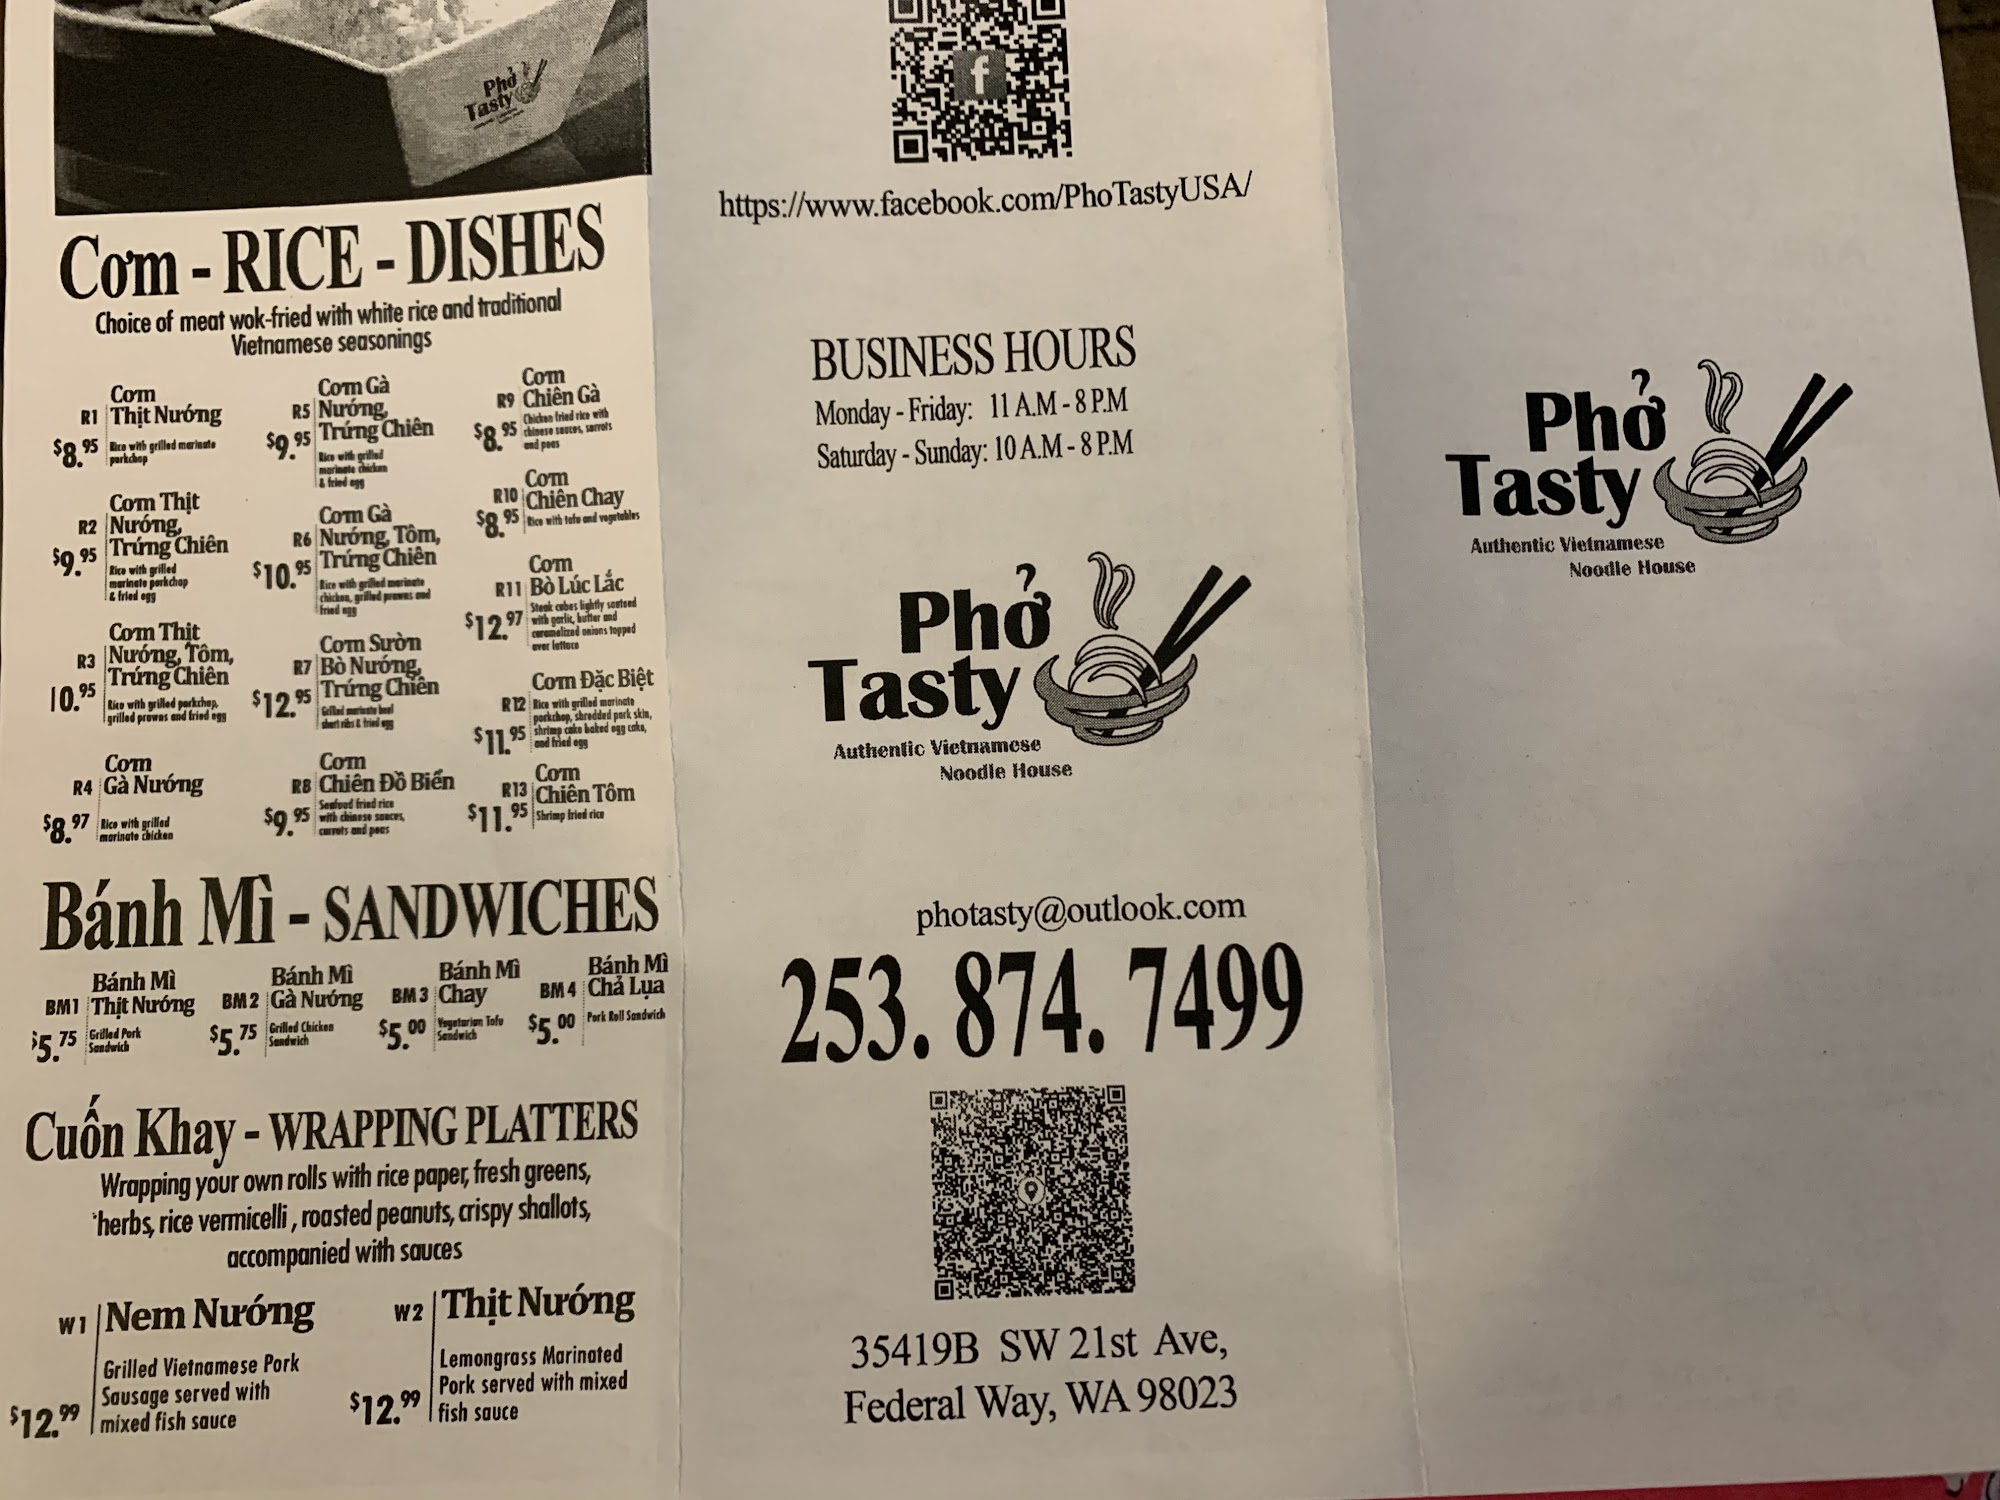 Phở
Tasty
Cơm - RICE - DISHES
Choice of meat wok-fried with white rice and traditional
Vietnamese seasonings
R1
Cơm
Thịt Nướng
$8.95
Rice with grilled marinate
porkchop
R2
Cơm Thịt
Nướng,
Trứng Chiên
$9.95
Rice with grilled
marinate porkchop
& fried egg
R3
Cơm Thịt
Nướng, Tôm,
Trứng Chiên
10.95
Rice with grilled porkchop,
grilled prawns and fried egg
R4
Cơm
Gà Nướng
$8.97
Rice with grilled
marinate chicken
R5
Cơm Gà
Nướng,
Trứng Chiên
$9.95
Rice with grilled
marinate chicken
& fried egg
R6
Cơm Gà
Nướng, Tôm,
Trứng Chiên
$10.95
Rice with grilled marinate
chicken, grilled prawns and
fried egg
R7
Cơm Sườn
Bò Nướng,
Trứng Chiên
$12.95
Grilled marinate beef
short ribs & fried egg
R8
Cơm
Chiên Đồ Biển
$9.95
Seafood fried rice
with chinese sauces,
carrots and peas
R9
Cơm
Chiên Gà
$8.95
Chicken fried rice with
chinese sauces, sarrots
and peas
R10
Cơm
Chiên Chay
$8.95
Rice with tofu and vegetables
R11
Cơm
Bò Lúc Lắc
$12.97
Steak cubes lightly sauteed
with garlic, butter and
caramelized onions topped
over lettuce
R12
Cơm Đặc Biệt
$11.95
Rice with grilled marinate
porkchop, shredded pork skin,
shrimp cake baked egg cake,
and fried egg
R13
Cơm
Chiên Tôm
$11.95
Shrimp fried rice
Bánh Mì - SANDWICHES
BM1
Bánh Mì
Thịt Nướng
$5.75
Grilled Pork
Sandwich
BM2
Bánh Mì
Gà Nướng
$5.75
Grilled Chicken
Sandwich
BM3
Bánh Mì
Chay
$5.00
Vegetarian Tofu
Sandwich
BM4
Bánh Mì
Chả Lụa
$5.00
Pork Roll Sandwich
Cuốn Khay - WRAPPING PLATTERS
Wrapping your own rolls with rice paper, fresh greens,
herbs, rice vermicelli , roasted peanuts, crispy shallots,
accompanied with sauces
W1
Nem Nướng
$12.99
Grilled Vietnamese Pork
Sausage served with
mixed fish sauce
W2
Thịt Nướng
$12.99
Lemongrass Marinated
Pork served with mixed
fish sauce
f
https://www.facebook.com/PhoTastyUSA/
BUSINESS HOURS
Monday - Friday: 11 A.M - 8 P.M
Saturday - Sunday: 10 A.M - 8 P.M
Phở
Tasty
Authentic Vietnamese
Noodle House
photasty@outlook.com
253. 874. 7499
35419B SW 21st Ave,
Federal Way, WA 98023
Phở
Tasty
Authentic Vietnamese
Noodle House